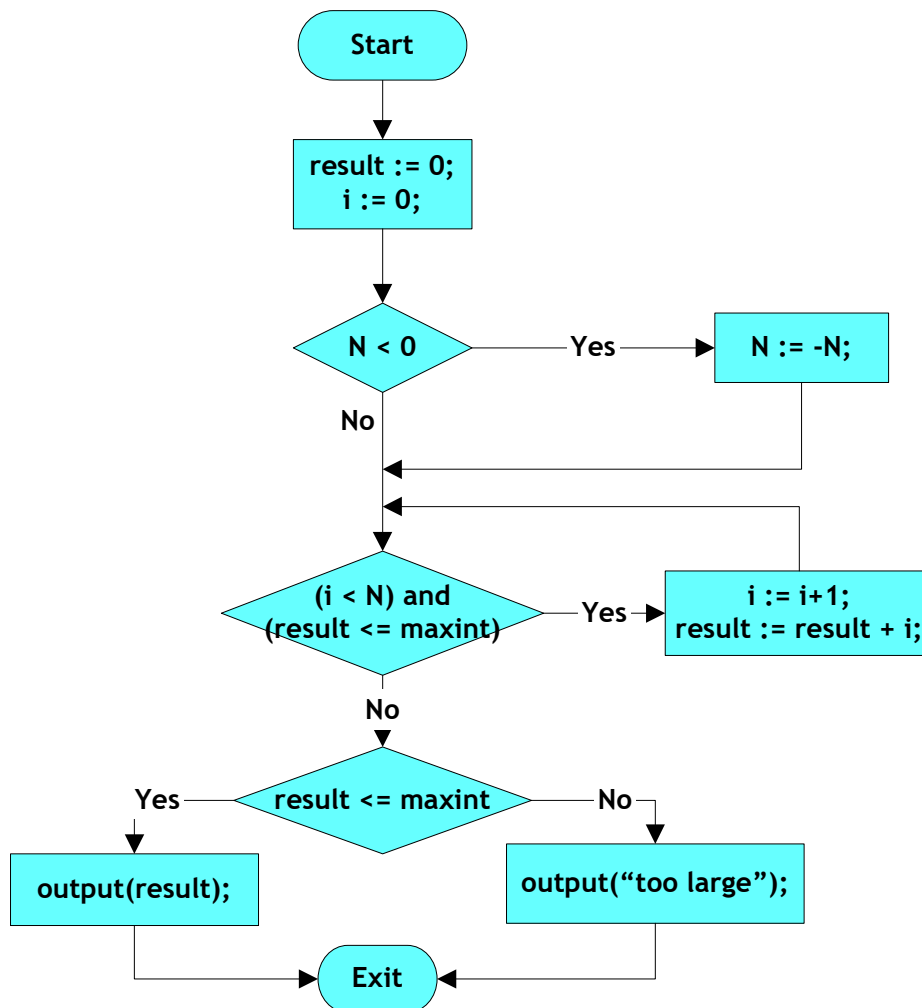 Start
result := 0;
i := 0;
N < 0
Yes
N := -N;
No
(i < N) and
(result <= maxint)
Yes
i := i+1;
result := result + i;
No
result <= maxint
Yes
No
output(result);
output(“too large”);
Exit